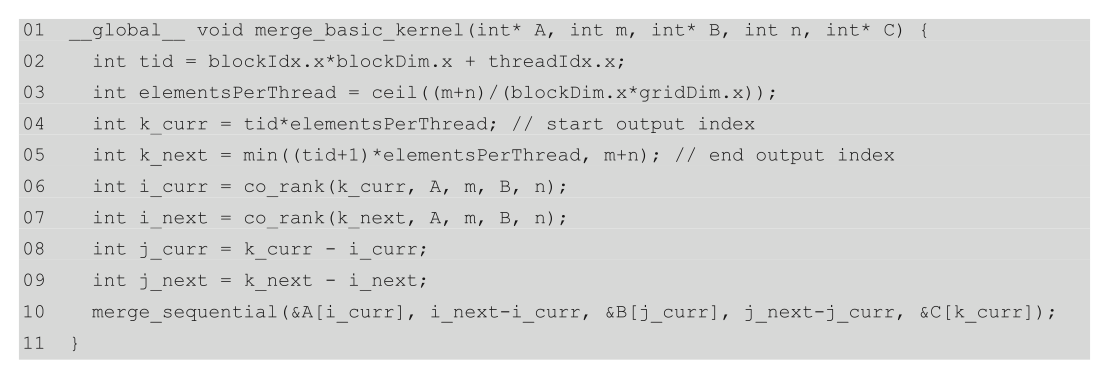 01 __global__ void merge_basic_kernel(int* A, int m, int* B, int n, int* C) {
02 int tid = blockIdx.x*blockDim.x + threadIdx.x;
03 int elementsPerThread = ceil((m+n)/(blockDim.x*gridDim.x));
04 int k_curr = tid*elementsPerThread; // start output index
05 int k_next = min((tid+1)*elementsPerThread, m+n); // end output index
06 int i_curr = co_rank(k_curr, A, m, B, n);
07 int i_next = co_rank(k_next, A, m, B, n);
08 int j_curr = k_curr - i_curr;
09 int j_next = k_next - i_next;
10 merge_sequential(&A[i_curr], i_next-i_curr, &B[j_curr], j_next-j_curr, &C[k_curr]);
11 }